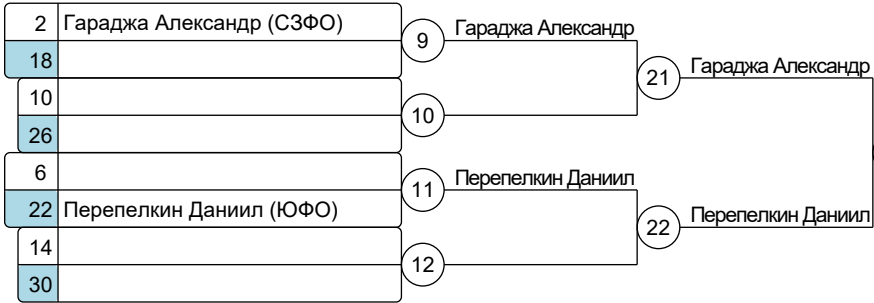 2 Гараджа Александр (СЗФО)
9 Гараджа Александр
18
21 Гараджа Александр
10
10
26
6
11 Перепелкин Даниил
22 Перепелкин Даниил (ЮФО)
22 Перепелкин Даниил
14
12
30